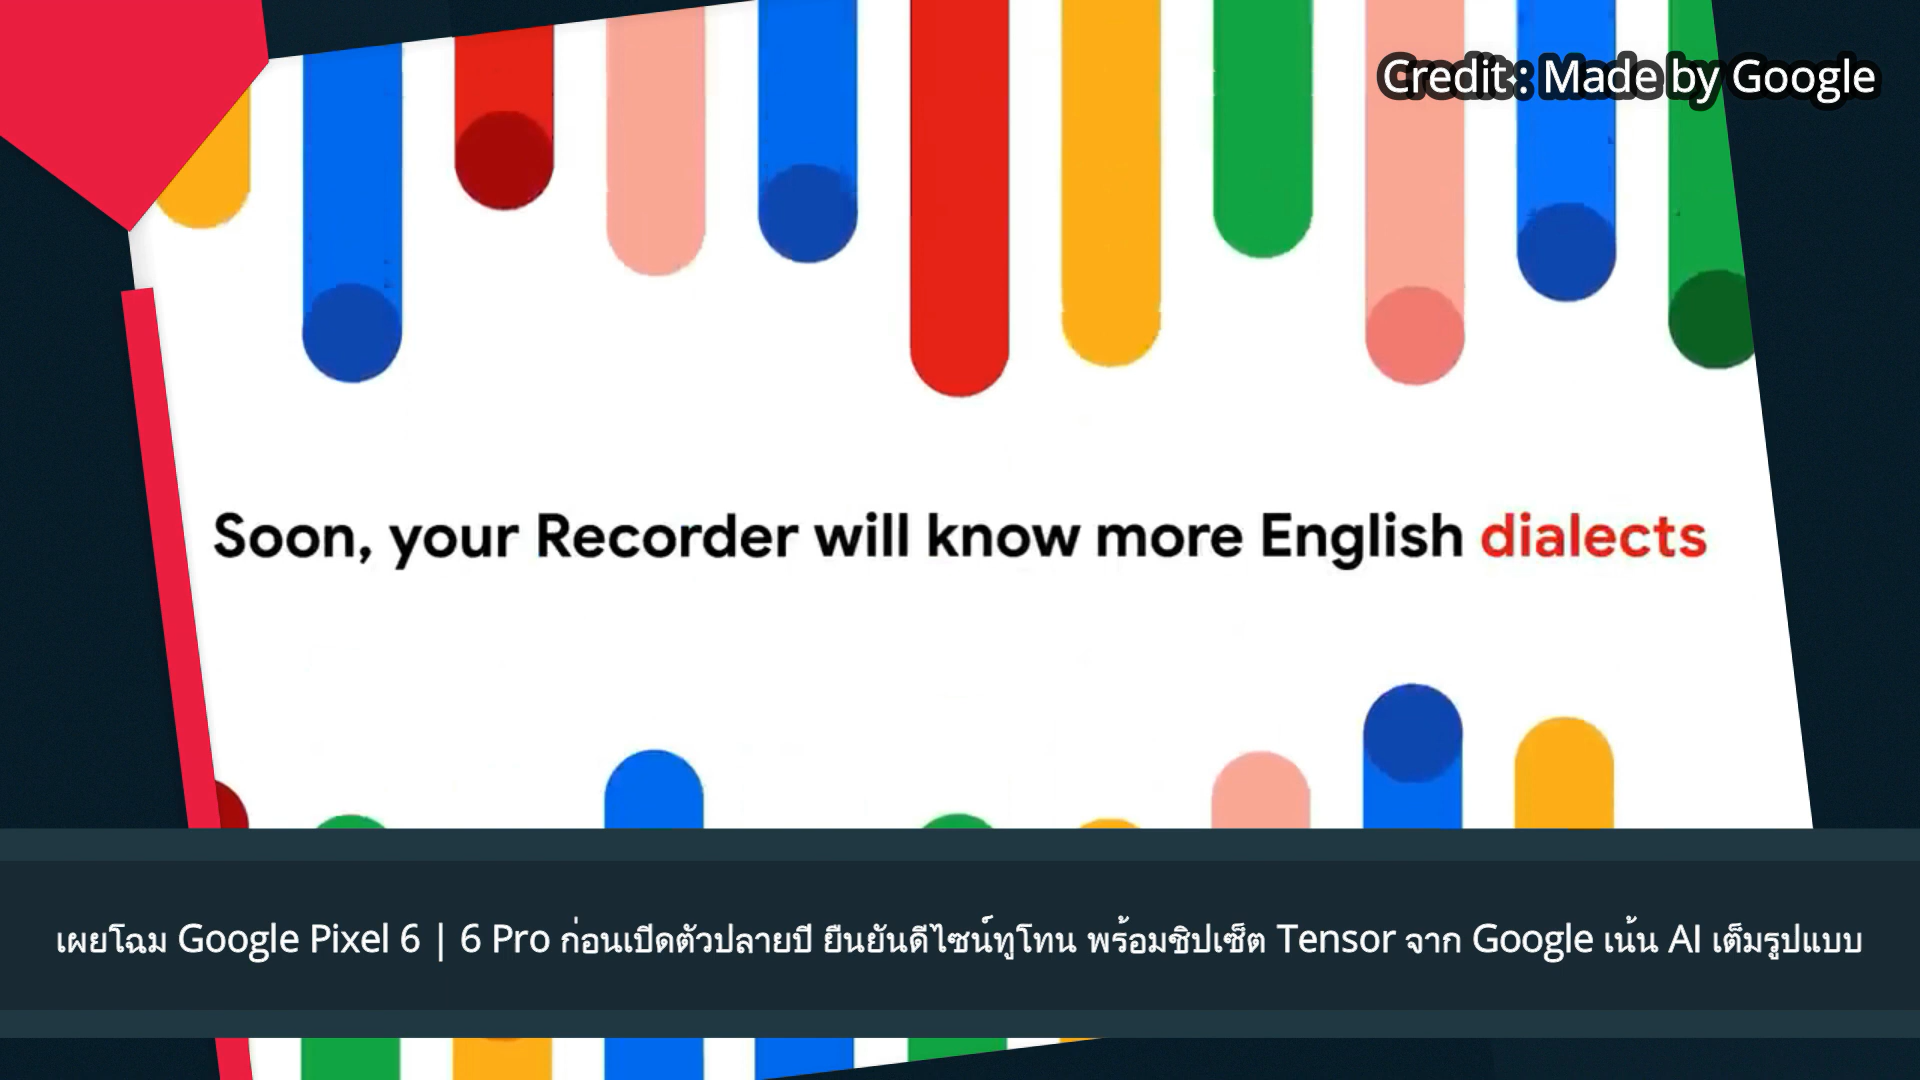 Credit : Made by Google
Soon, your Recorder will know more English dialects
เผยโฉม Google Pixel 6 | 6 Pro ก่อนเปิดตัวปลายปี ยืนยันดีไซน์ทูโทน พร้อมชิปเซ็ต Tensor จาก Google เน้น AI เต็มรูปแบบ